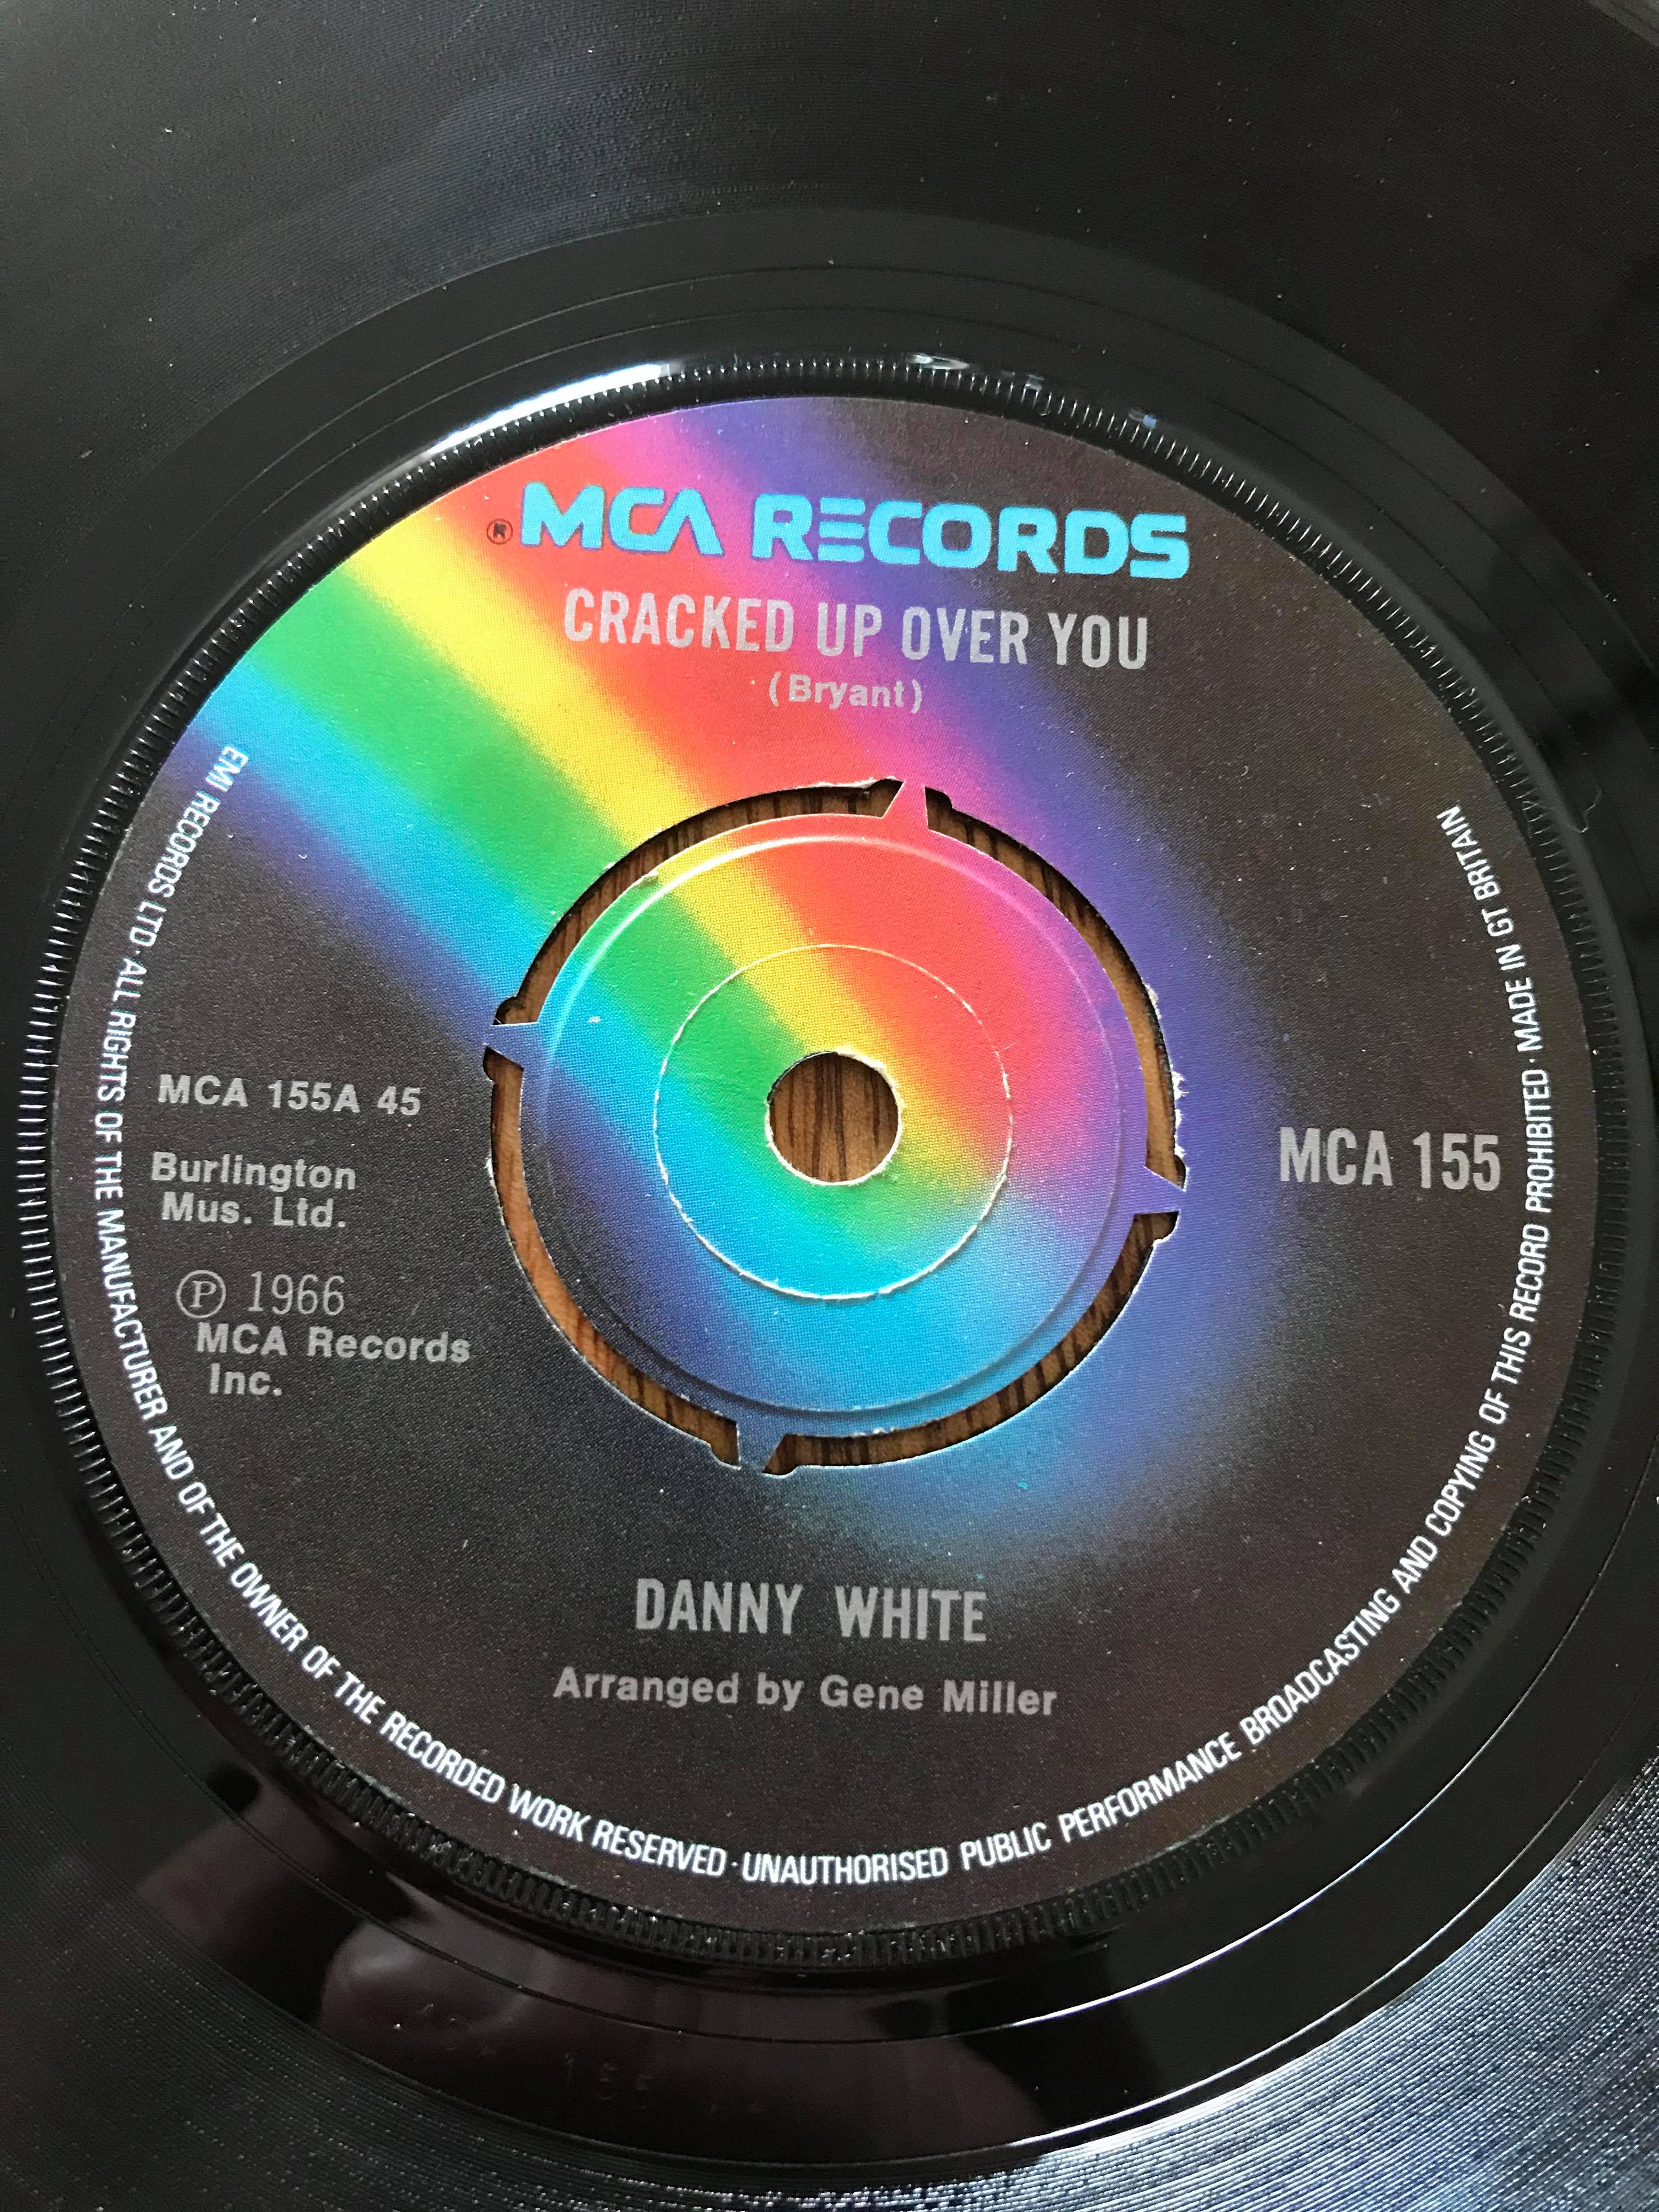 ® MCA RECORDS
CRACKED UP OVER YOU
(Bryant)
MCA 155A 45
Burlington
Mus. Ltd.
Ⓟ 1966
MCA Records
Inc.
MCA 155
DANNY WHITE
Arranged by Gene Miller
EMI RECORDS LTD · ALL RIGHTS OF THE MANUFACTURER AND OF THE OWNER OF THE RECORDED WORK RESERVED · UNAUTHORISED PUBLIC PERFORMANCE BROADCASTING AND COPYING OF THIS RECORD PROHIBITED · MADE IN GT BRITAIN